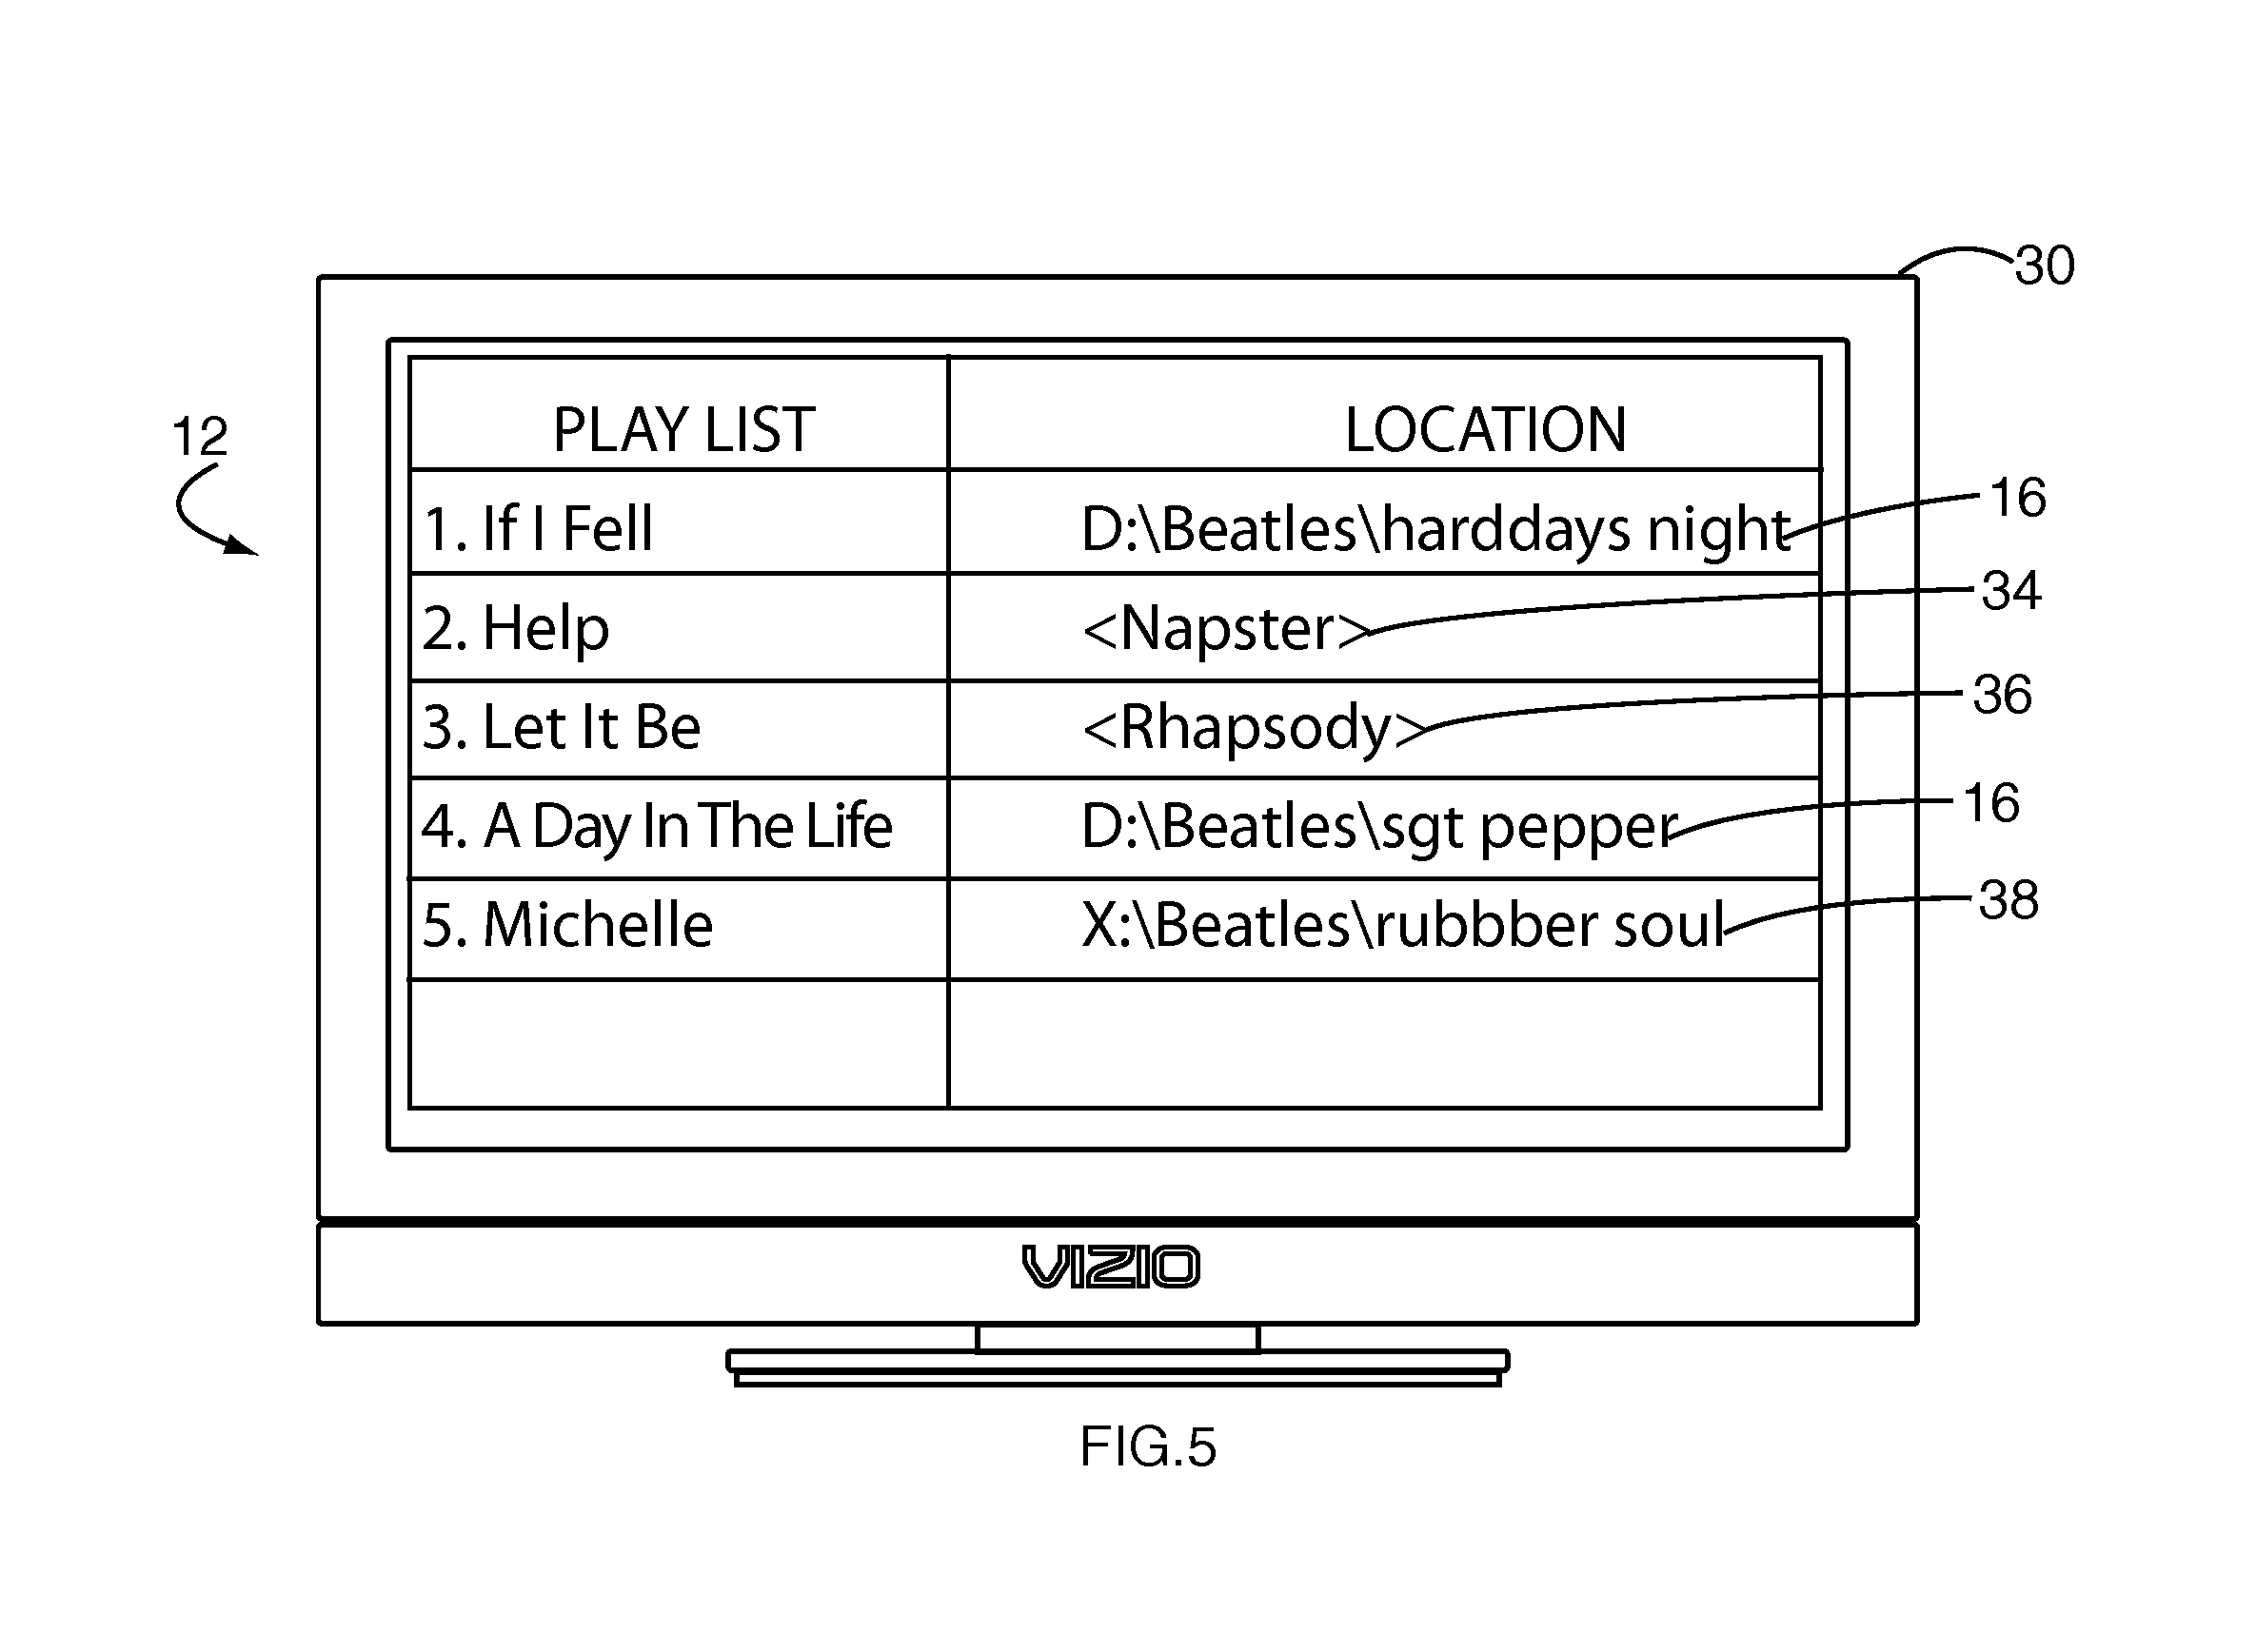 30
12
PLAY LIST LOCATION
1. If I Fell D:\Beatles\harddays night 16
2. Help <Napster> 34
3. Let It Be <Rhapsody> 36
4. A Day In The Life D:\Beatles\sgt pepper 16
5. Michelle X:\Beatles\rubbber soul 38
VIZIO
FIG.5